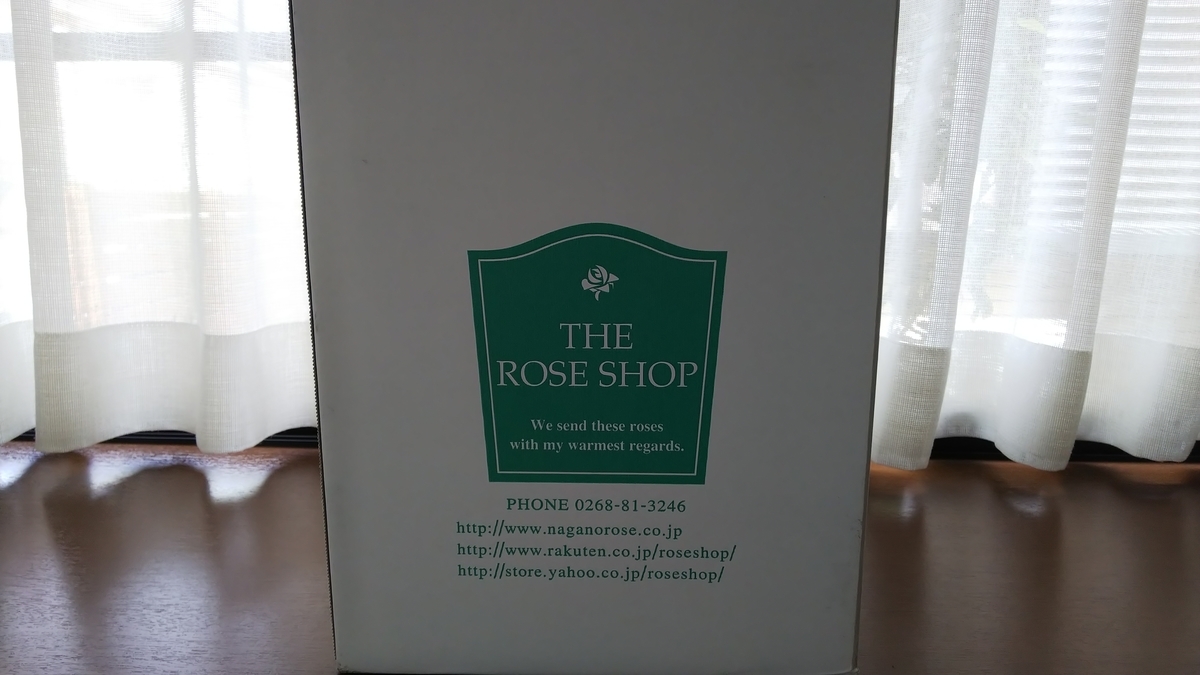 THE
ROSE SHOP
We send these roses
with my warmest regards.
PHONE 0268-81-3246
http://www.naganorose.co.jp
http://www.rakuten.co.jp/roseshop/
http://store.yahoo.co.jp/roseshop/